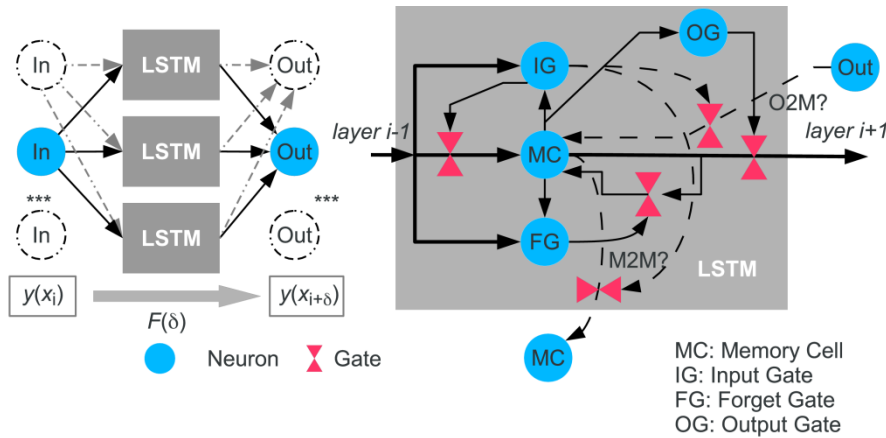 In
LSTM
Out
In
LSTM
Out
***
***
In
LSTM
Out
y(xi)
y(xi+δ)
F(δ)
Neuron
Gate
OG
IG
Out
O2M?
layer i-1
layer i+1
MC
FG
M2M?
LSTM
MC
MC: Memory Cell
IG: Input Gate
FG: Forget Gate
OG: Output Gate